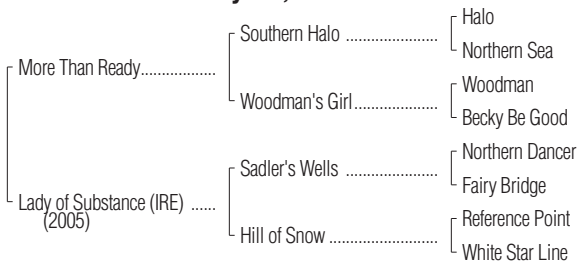 Halo
Southern Halo ......................
Northern Sea
More Than Ready..................
Woodman
Woodman's Girl....................
Becky Be Good
Northern Dancer
Sadler's Wells ......................
Fairy Bridge
Lady of Substance (IRE) ......
(2005)
Reference Point
Hill of Snow ..........................
White Star Line